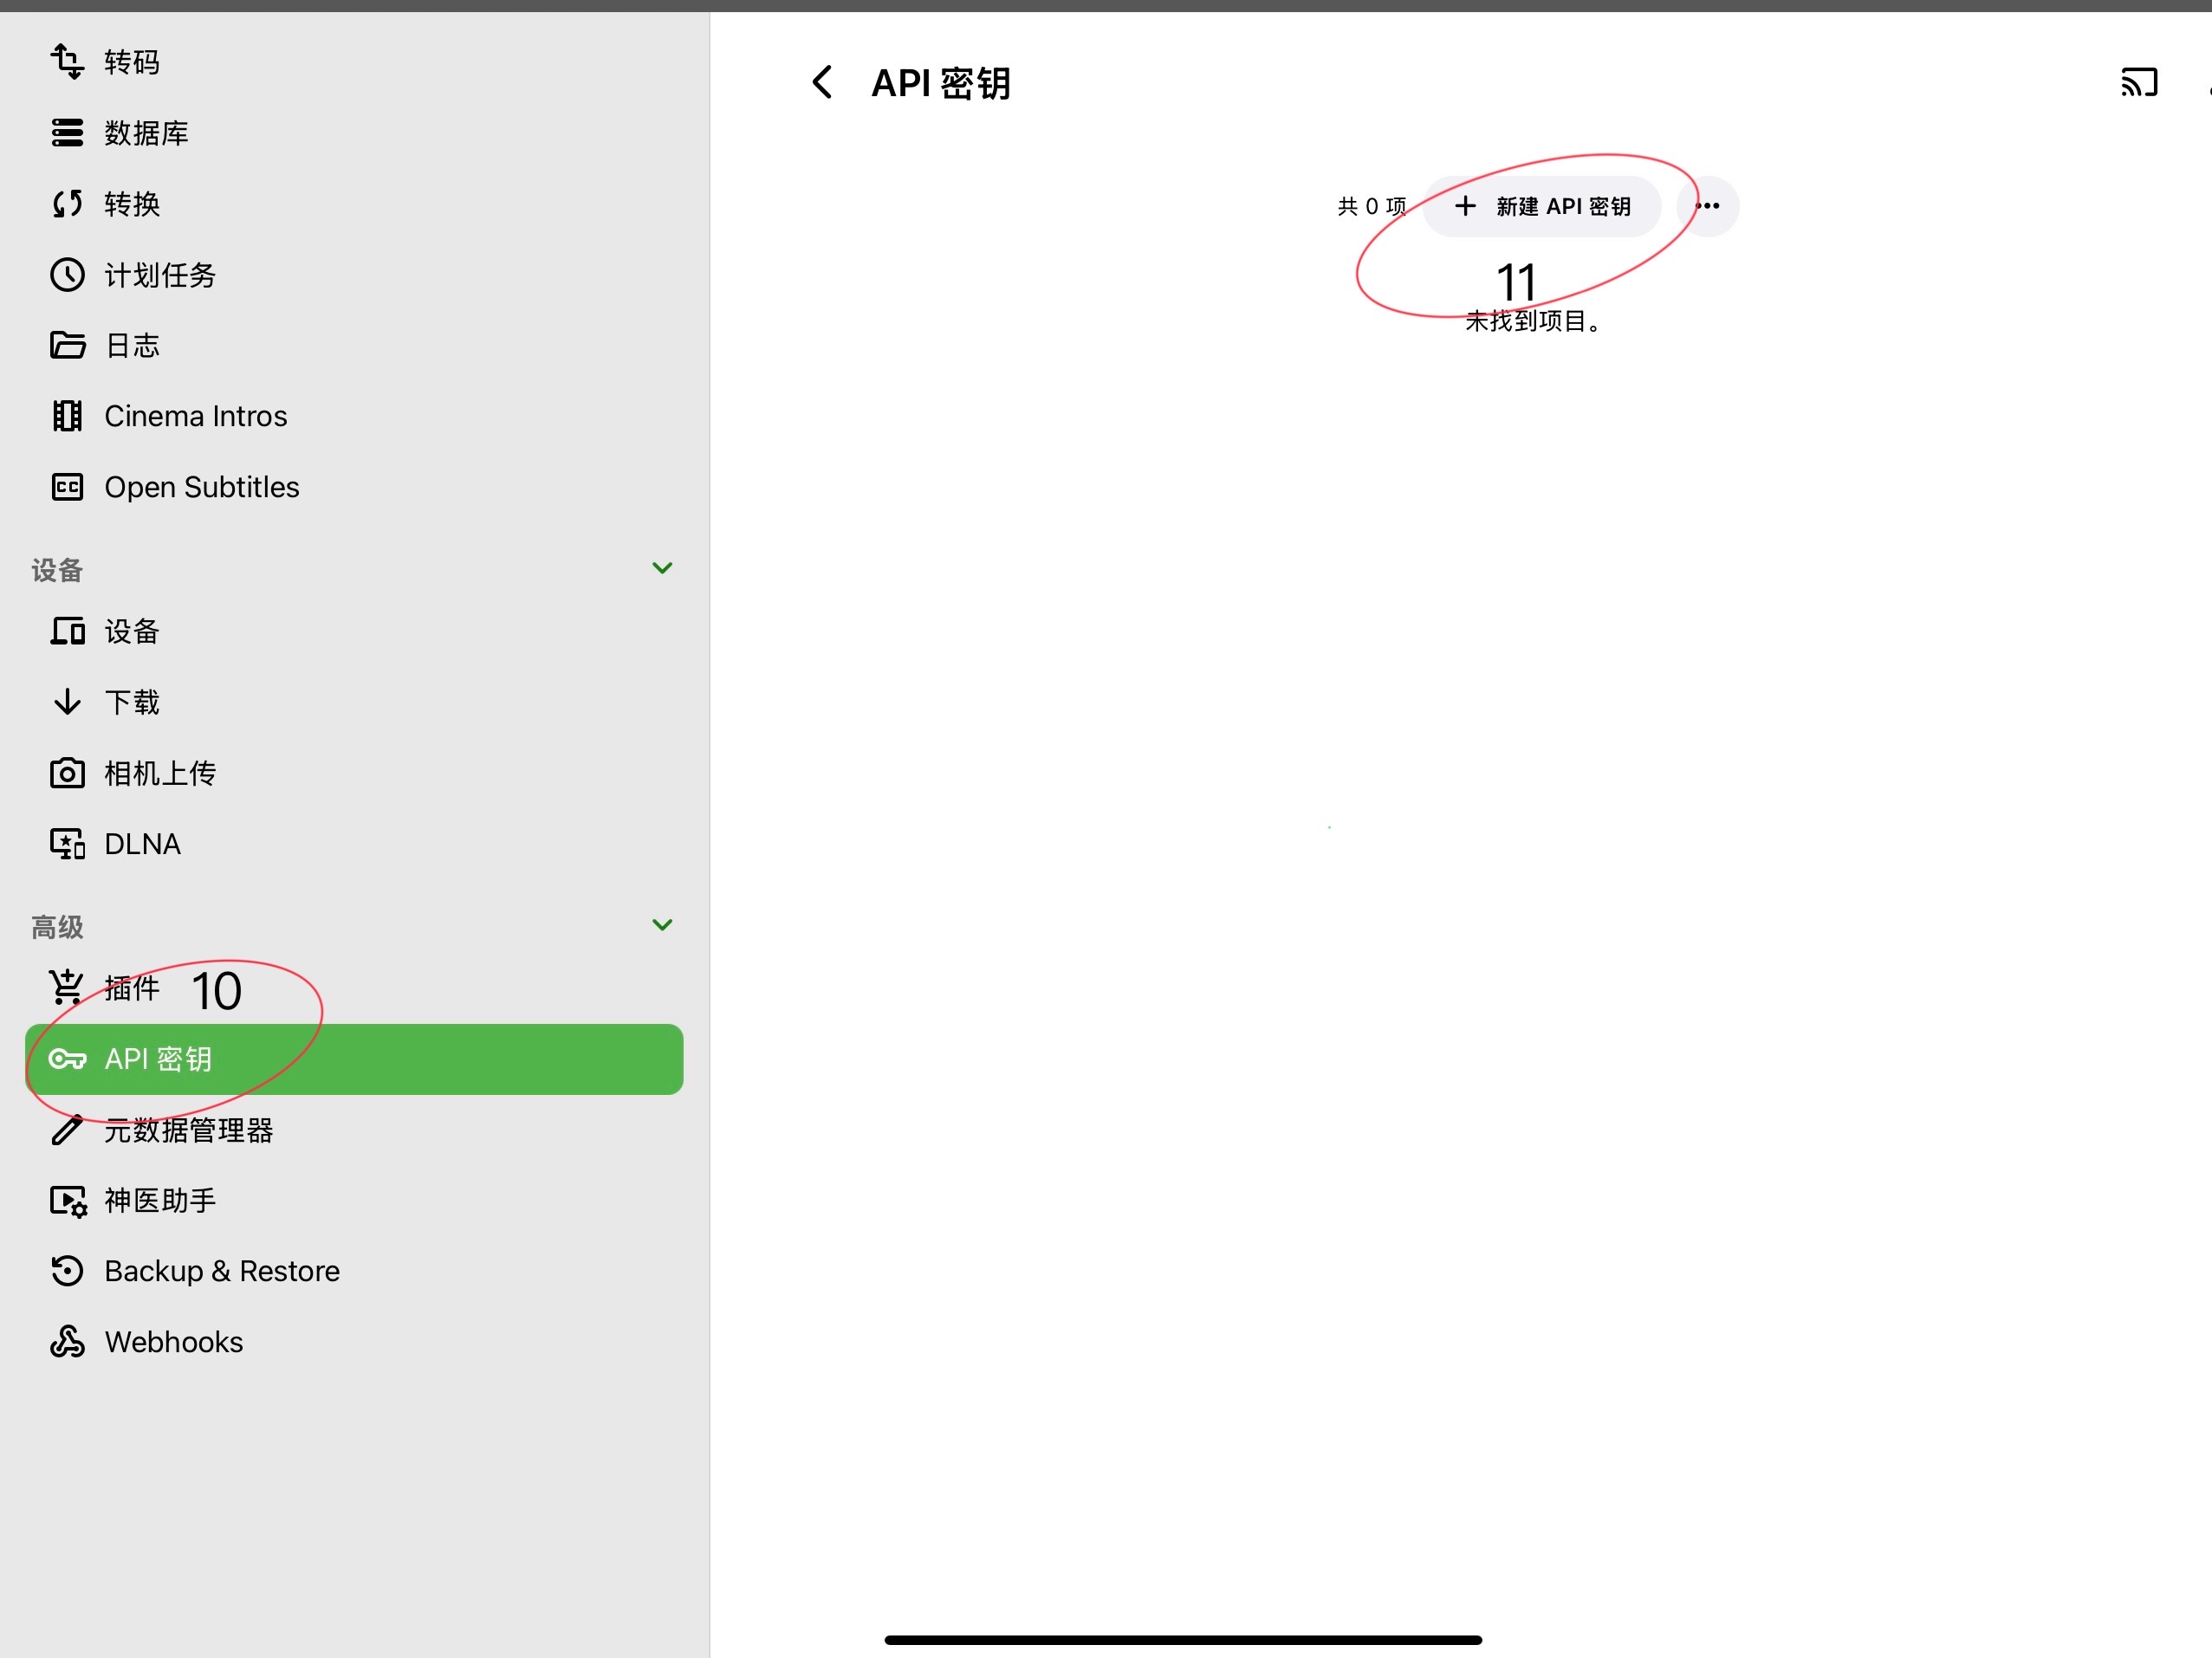 转码
数据库
转换
计划任务
日志
Cinema Intros
Open Subtitles
设备
设备
下载
相机上传
DLNA
高级
插件 10
API 密钥
元数据管理器
神医助手
Backup & Restore
Webhooks
API 密钥
共 0 项 + 新建 API 密钥 •••
11
未找到项目。